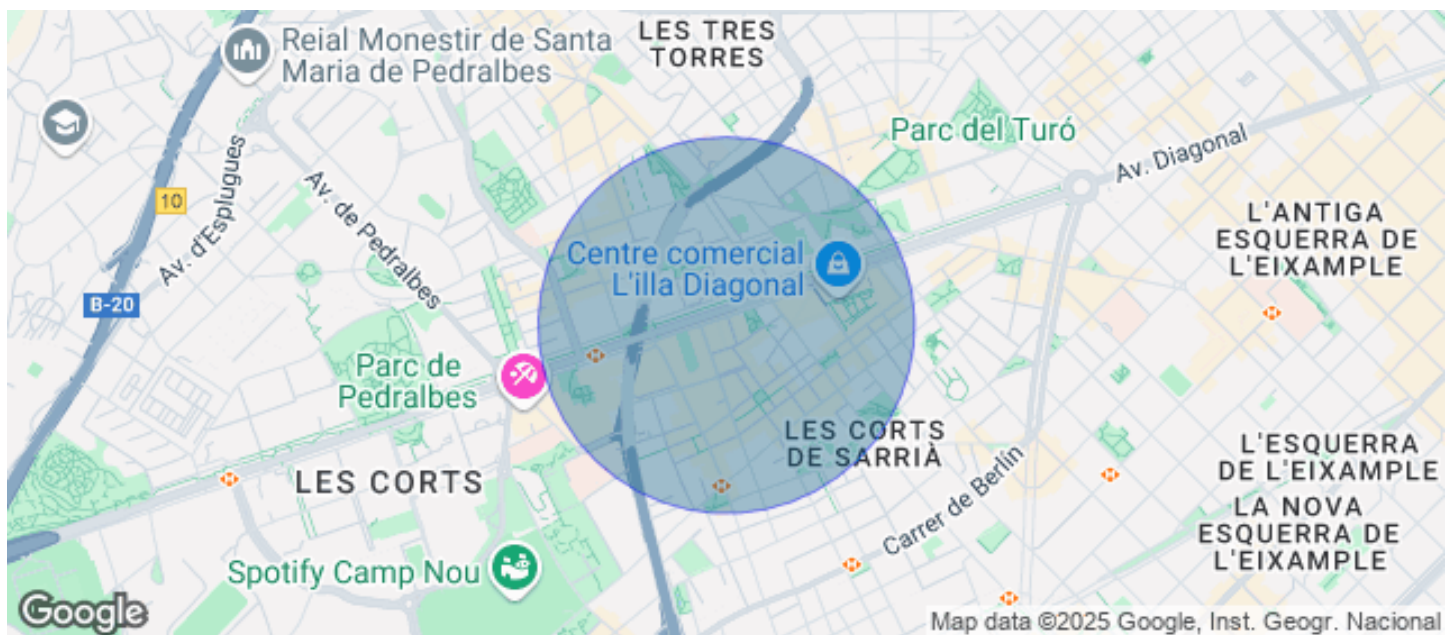 LES TRES
TORRES
Reial Monestir de Santa
Maria de Pedralbes
Parc del Turó
Av. Diagonal
Av. d'Esplugues
10
Av. de Pedralbes
L'ANTIGA
ESQUERRA DE
L'EIXAMPLE
Centre comercial
L'illa Diagonal
B-20
Parc de
Pedralbes
LES CORTS
DE SARRIÀ
L'ESQUERRA
DE L'EIXAMPLE
LES CORTS
Carrer de Berlín
LA NOVA
ESQUERRA DE
L'EIXAMPLE
Spotify Camp Nou
Google
Map data ©2025 Google, Inst. Geogr. Nacional